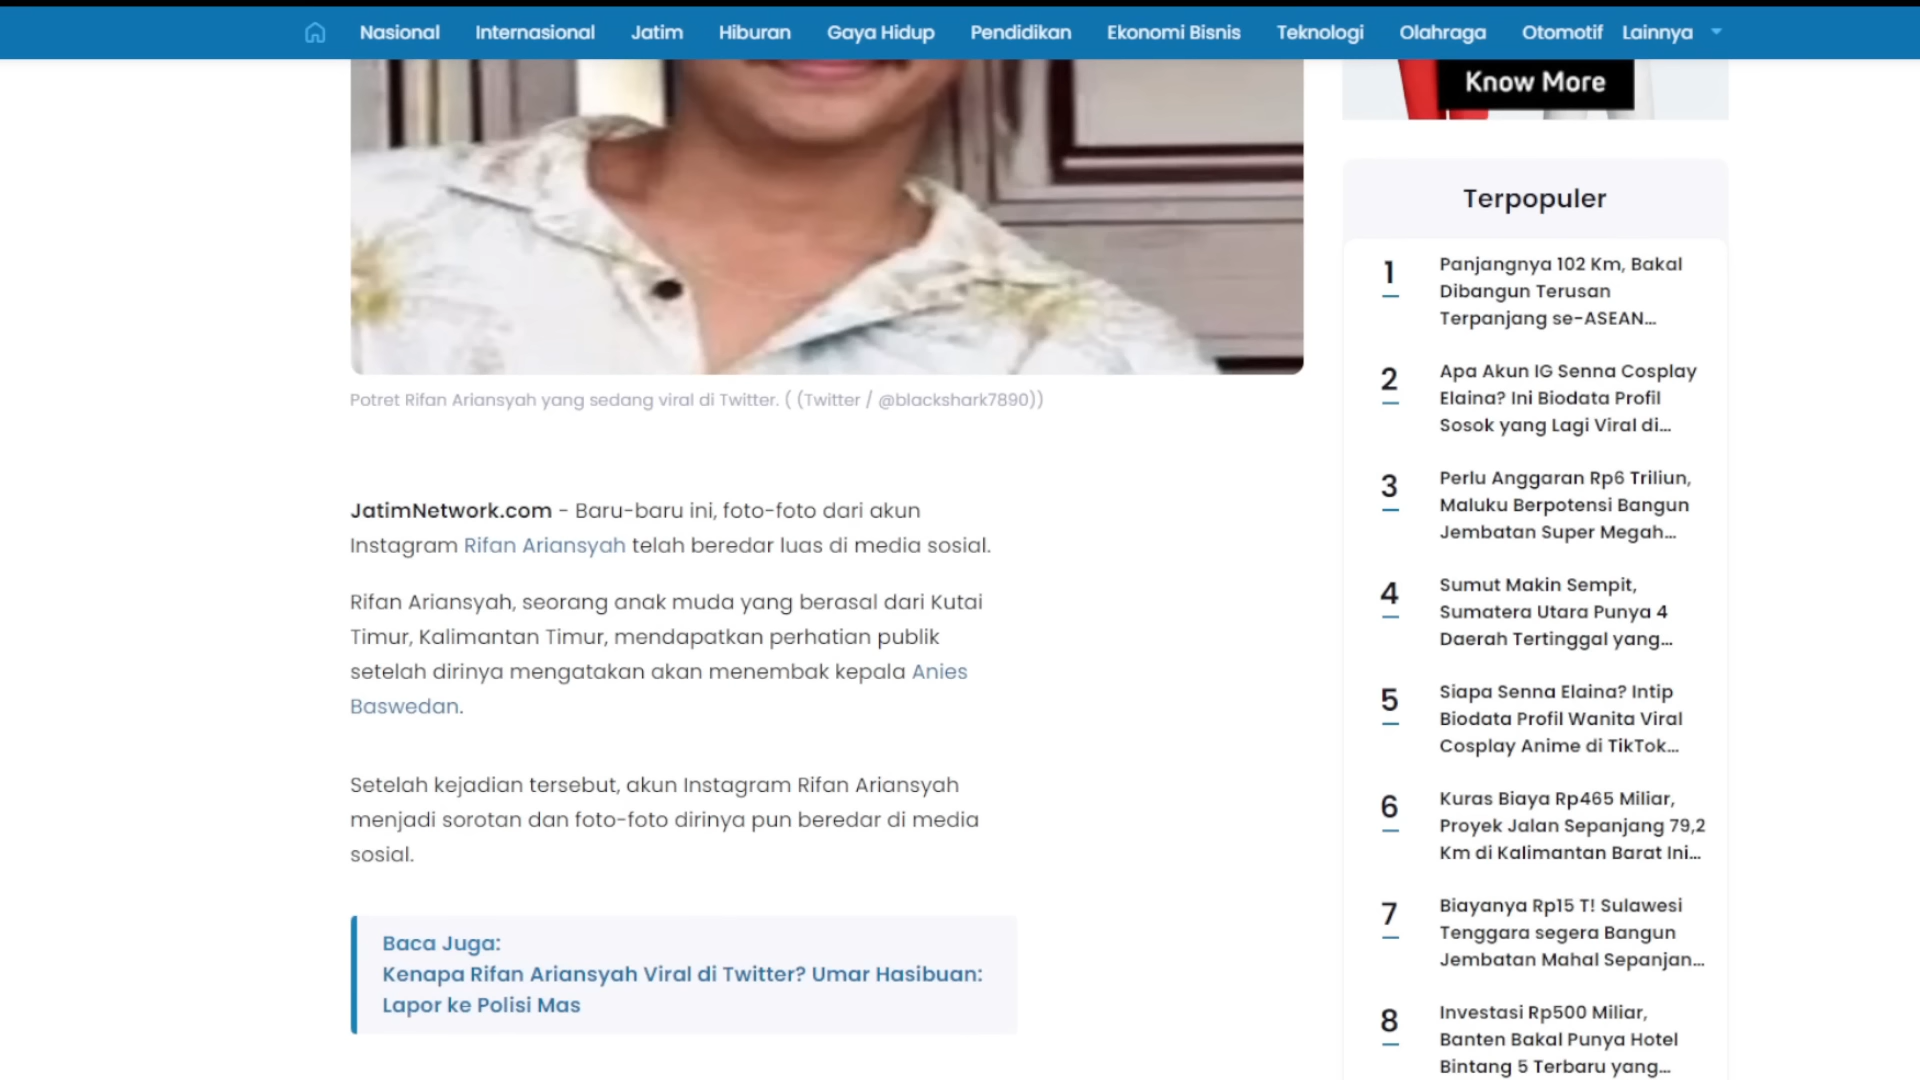 Nasional Internasional Jatim Hiburan Gaya Hidup Pendidikan Ekonomi Bisnis Teknologi Olahraga Otomotif Lainnya
Know More
Potret Rifan Ariansyah yang sedang viral di Twitter. ( (Twitter / @blackshark7890))
JatimNetwork.com - Baru-baru ini, foto-foto dari akun
Instagram Rifan Ariansyah telah beredar luas di media sosial.
Rifan Ariansyah, seorang anak muda yang berasal dari Kutai
Timur, Kalimantan Timur, mendapatkan perhatian publik
setelah dirinya mengatakan akan menembak kepala Anies
Baswedan.
Setelah kejadian tersebut, akun Instagram Rifan Ariansyah
menjadi sorotan dan foto-foto dirinya pun beredar di media
sosial.
Baca Juga:
Kenapa Rifan Ariansyah Viral di Twitter? Umar Hasibuan:
Lapor ke Polisi Mas
Terpopuler
1
Panjangnya 102 Km, Bakal
Dibangun Terusan
Terpanjang se-ASEAN...
2
Apa Akun IG Senna Cosplay
Elaina? Ini Biodata Profil
Sosok yang Lagi Viral di...
3
Perlu Anggaran Rp6 Triliun,
Maluku Berpotensi Bangun
Jembatan Super Megah...
4
Sumut Makin Sempit,
Sumatera Utara Punya 4
Daerah Tertinggal yang...
5
Siapa Senna Elaina? Intip
Biodata Profil Wanita Viral
Cosplay Anime di TikTok...
6
Kuras Biaya Rp465 Miliar,
Proyek Jalan Sepanjang 79,2
Km di Kalimantan Barat Ini...
7
Biayanya Rp15 T! Sulawesi
Tenggara segera Bangun
Jembatan Mahal Sepanjan...
8
Investasi Rp500 Miliar,
Banten Bakal Punya Hotel
Bintang 5 Terbaru yang...